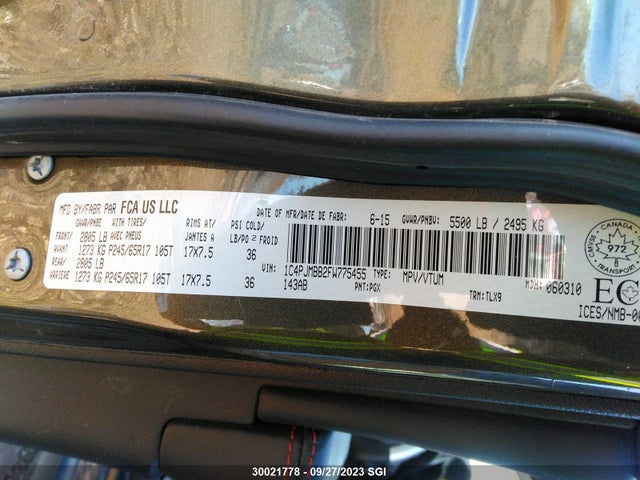 MFD BY/FABR PAR FCA US LLC
DATE OF MFR/DATE DE FABR: 6-15 GVWR/PNBV: 5500 LB / 2495 KG
GAWR/PNBE WITH TIRES/ RIMS AT/ PSI COLD/
FRONT/ 2805 LB AVEC PNEUS JANTES A LB/PO 2 FROID
AVANT 1273 KG P245/65R17 105T 17X7.5 36
REAR/ 2805 LB
ARRIERE 1273 KG P245/65R17 105T 17X7.5 36
VIN: 1C4PJMBB2FW775455 TYPE: MPV/VTUM
143AB PNT: PGX TRM: TLX9 MDH: 060310
CANADA
972
EC
ICES/NMB-00
30021778 - 09/27/2023 SGI